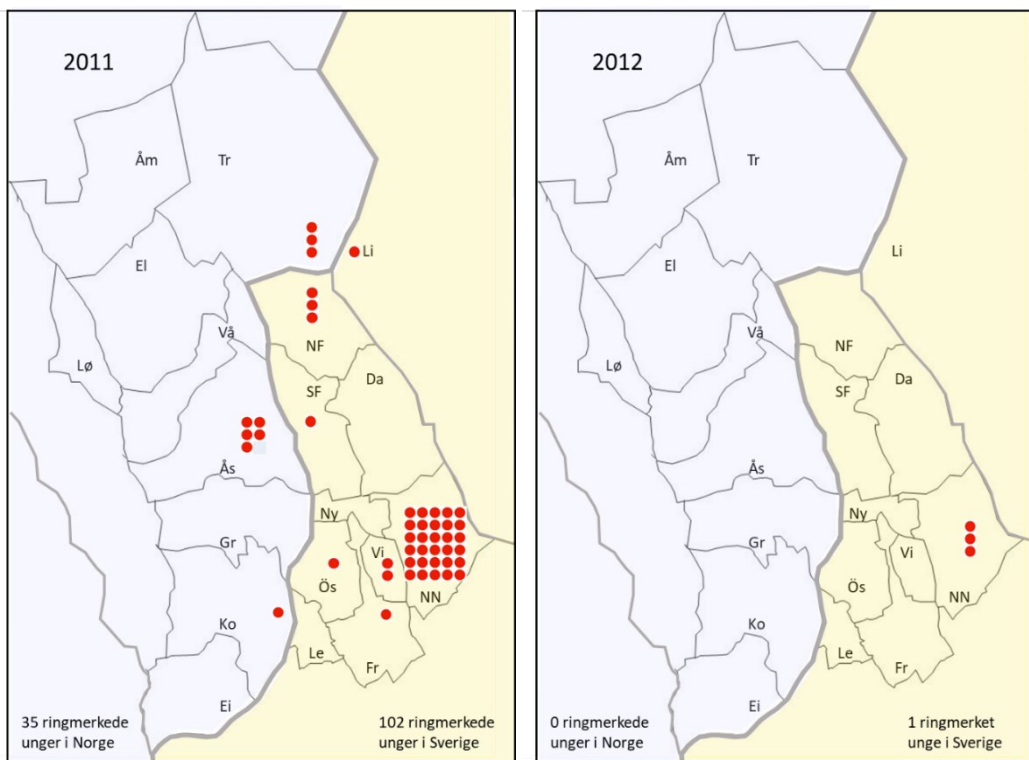 2011
Åm
Tr
El
Li
Vå
NF
Lø
SF
Da
Ås
Ny
Gr
Vi
Ös
NN
Ko
Le
Fr
Ei
35 ringmerkede
unger i Norge
102 ringmerkede
unger i Sverige
2012
Åm
Tr
El
Li
Vå
NF
Lø
SF
Da
Ås
Ny
Gr
Vi
Ös
NN
Ko
Le
Fr
Ei
0 ringmerkede
unger i Norge
1 ringmerket
unge i Sverige